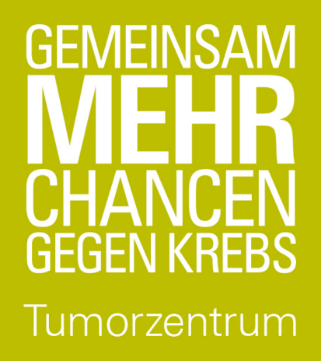 GEMEINSAM
MEHR
CHANCEN
GEGEN KREBS
Tumorzentrum